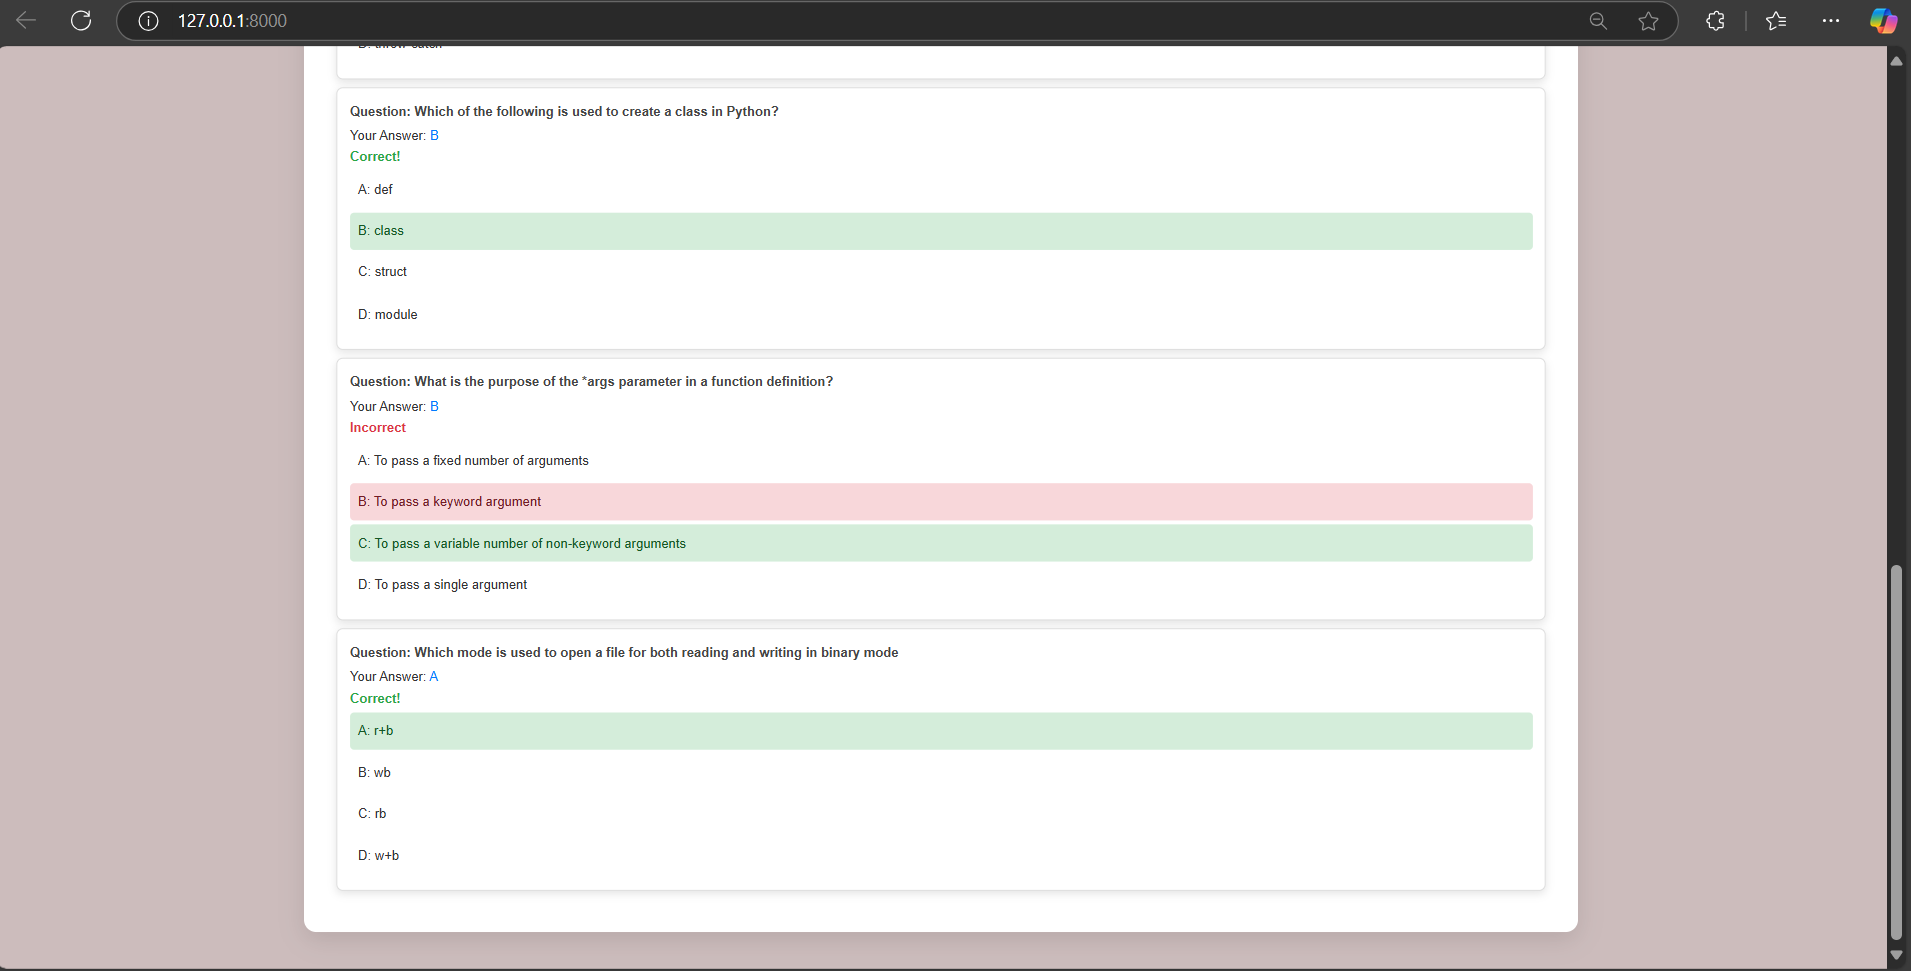 127.0.0.1:8000
Question: Which of the following is used to create a class in Python?
Your Answer: B
Correct!
A: def
B: class
C: struct
D: module
Question: What is the purpose of the *args parameter in a function definition?
Your Answer: B
Incorrect
A: To pass a fixed number of arguments
B: To pass a keyword argument
C: To pass a variable number of non-keyword arguments
D: To pass a single argument
Question: Which mode is used to open a file for both reading and writing in binary mode
Your Answer: A
Correct!
A: r+b
B: wb
C: rb
D: w+b